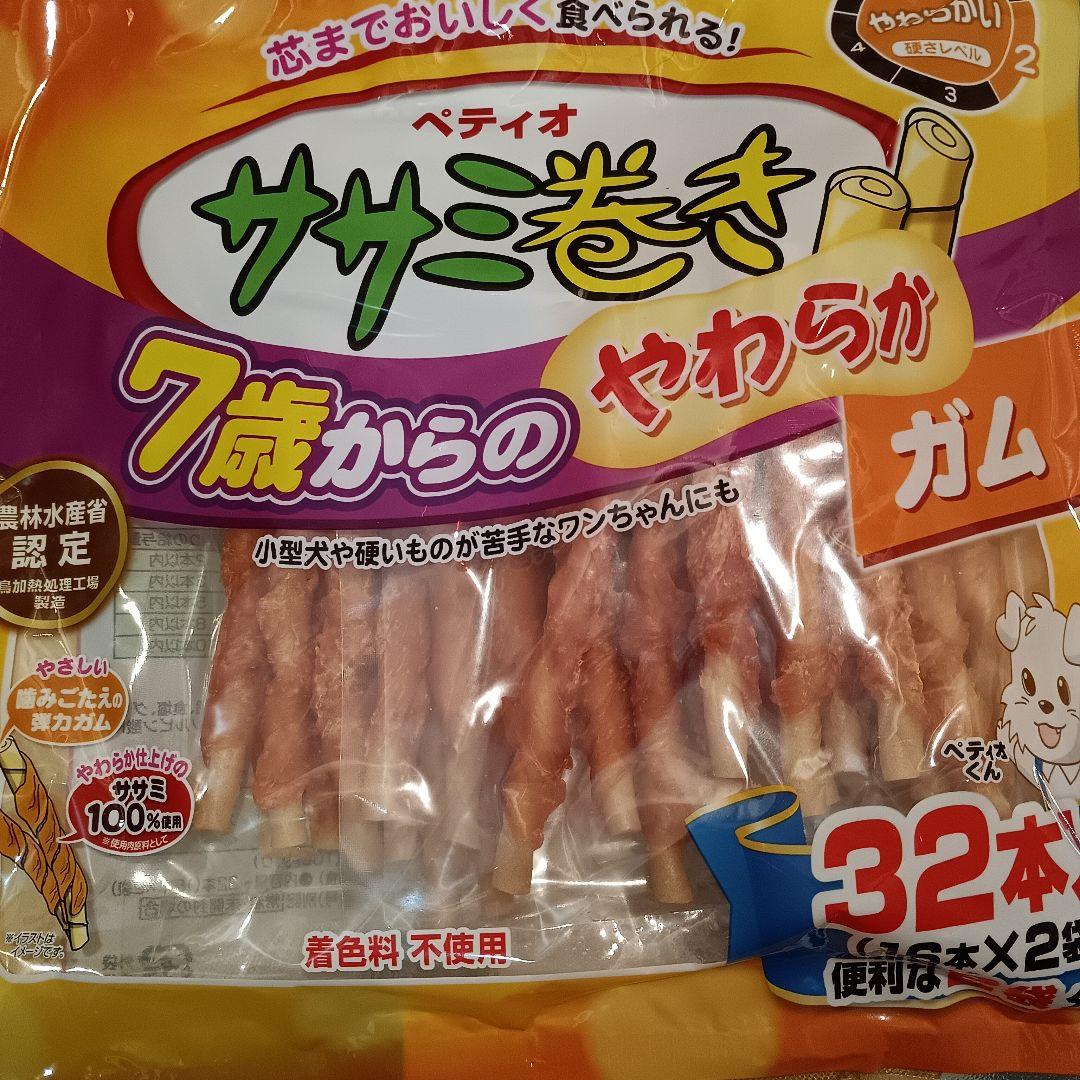 芯までおいしく食べられる!
やわらかい
硬さレベル
4
3
2
ペティオ
ササミ巻き
7歳からの
やわらか
ガム
小型犬や硬いものが苦手なワンちゃんにも
農林水産省
認定
鳥加熱処理工場
製造
やさしい
噛みごたえの
弾力ガム
やわらか仕上げの
ササミ
100%使用
※使用肉原料として
ペティオ
くん
32本入
(16本×2袋
便利な
着色料 不使用
※イラストは
イメージです。